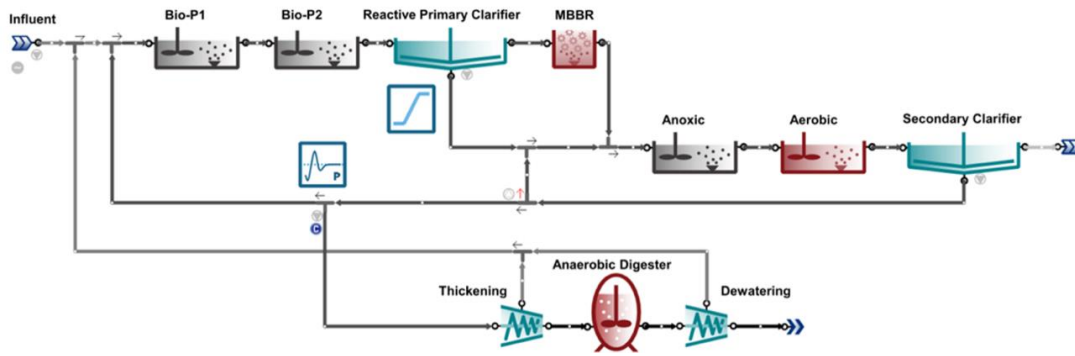 Influent
Bio-P1
Bio-P2
Reactive Primary Clarifier
MBBR
Anoxic
Aerobic
Secondary Clarifier
P
C
Anaerobic Digester
Thickening
Dewatering